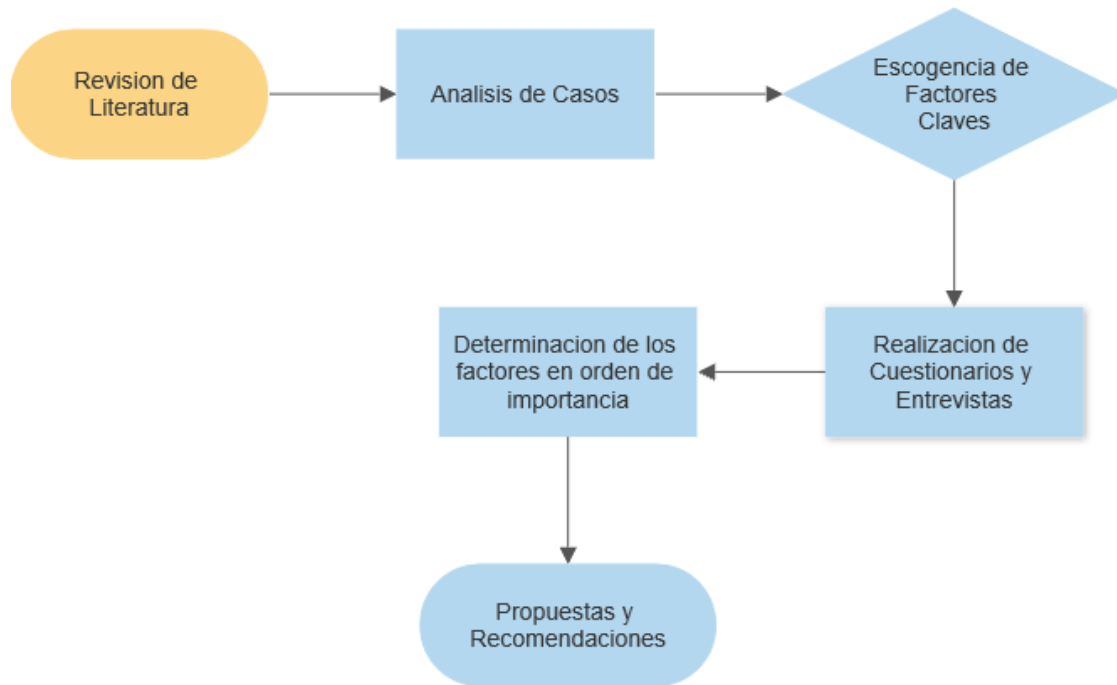 Revision de
Literatura
Analisis de Casos
Escogencia de
Factores
Claves
Determinacion de los
factores en orden de
importancia
Realizacion de
Cuestionarios y
Entrevistas
Propuestas y
Recomendaciones